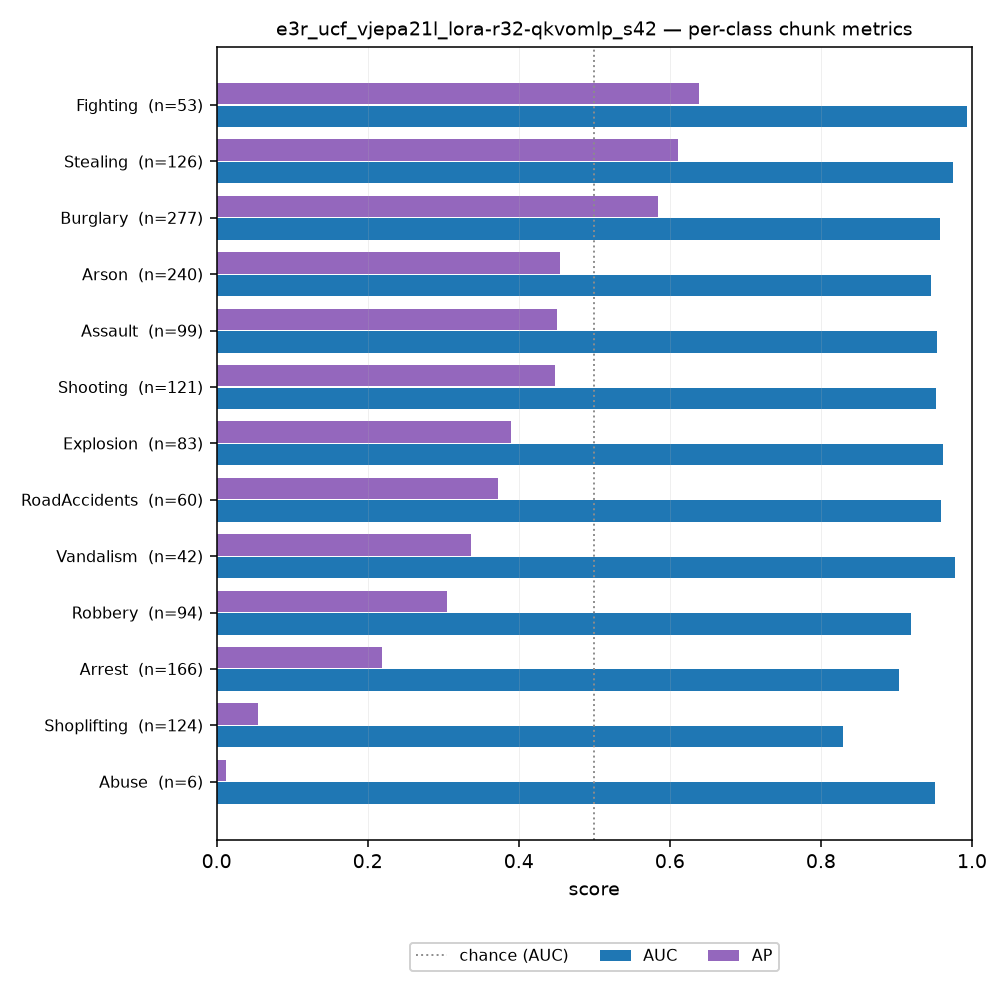 e3r_ucf_vjepa21l_lora-r32-qkvomlp_s42 — per-class chunk metrics
Fighting (n=53)
Stealing (n=126)
Burglary (n=277)
Arson (n=240)
Assault (n=99)
Shooting (n=121)
Explosion (n=83)
RoadAccidents (n=60)
Vandalism (n=42)
Robbery (n=94)
Arrest (n=166)
Shoplifting (n=124)
Abuse (n=6)
0.0 0.2 0.4 0.6 0.8 1.0
score
chance (AUC) AUC AP